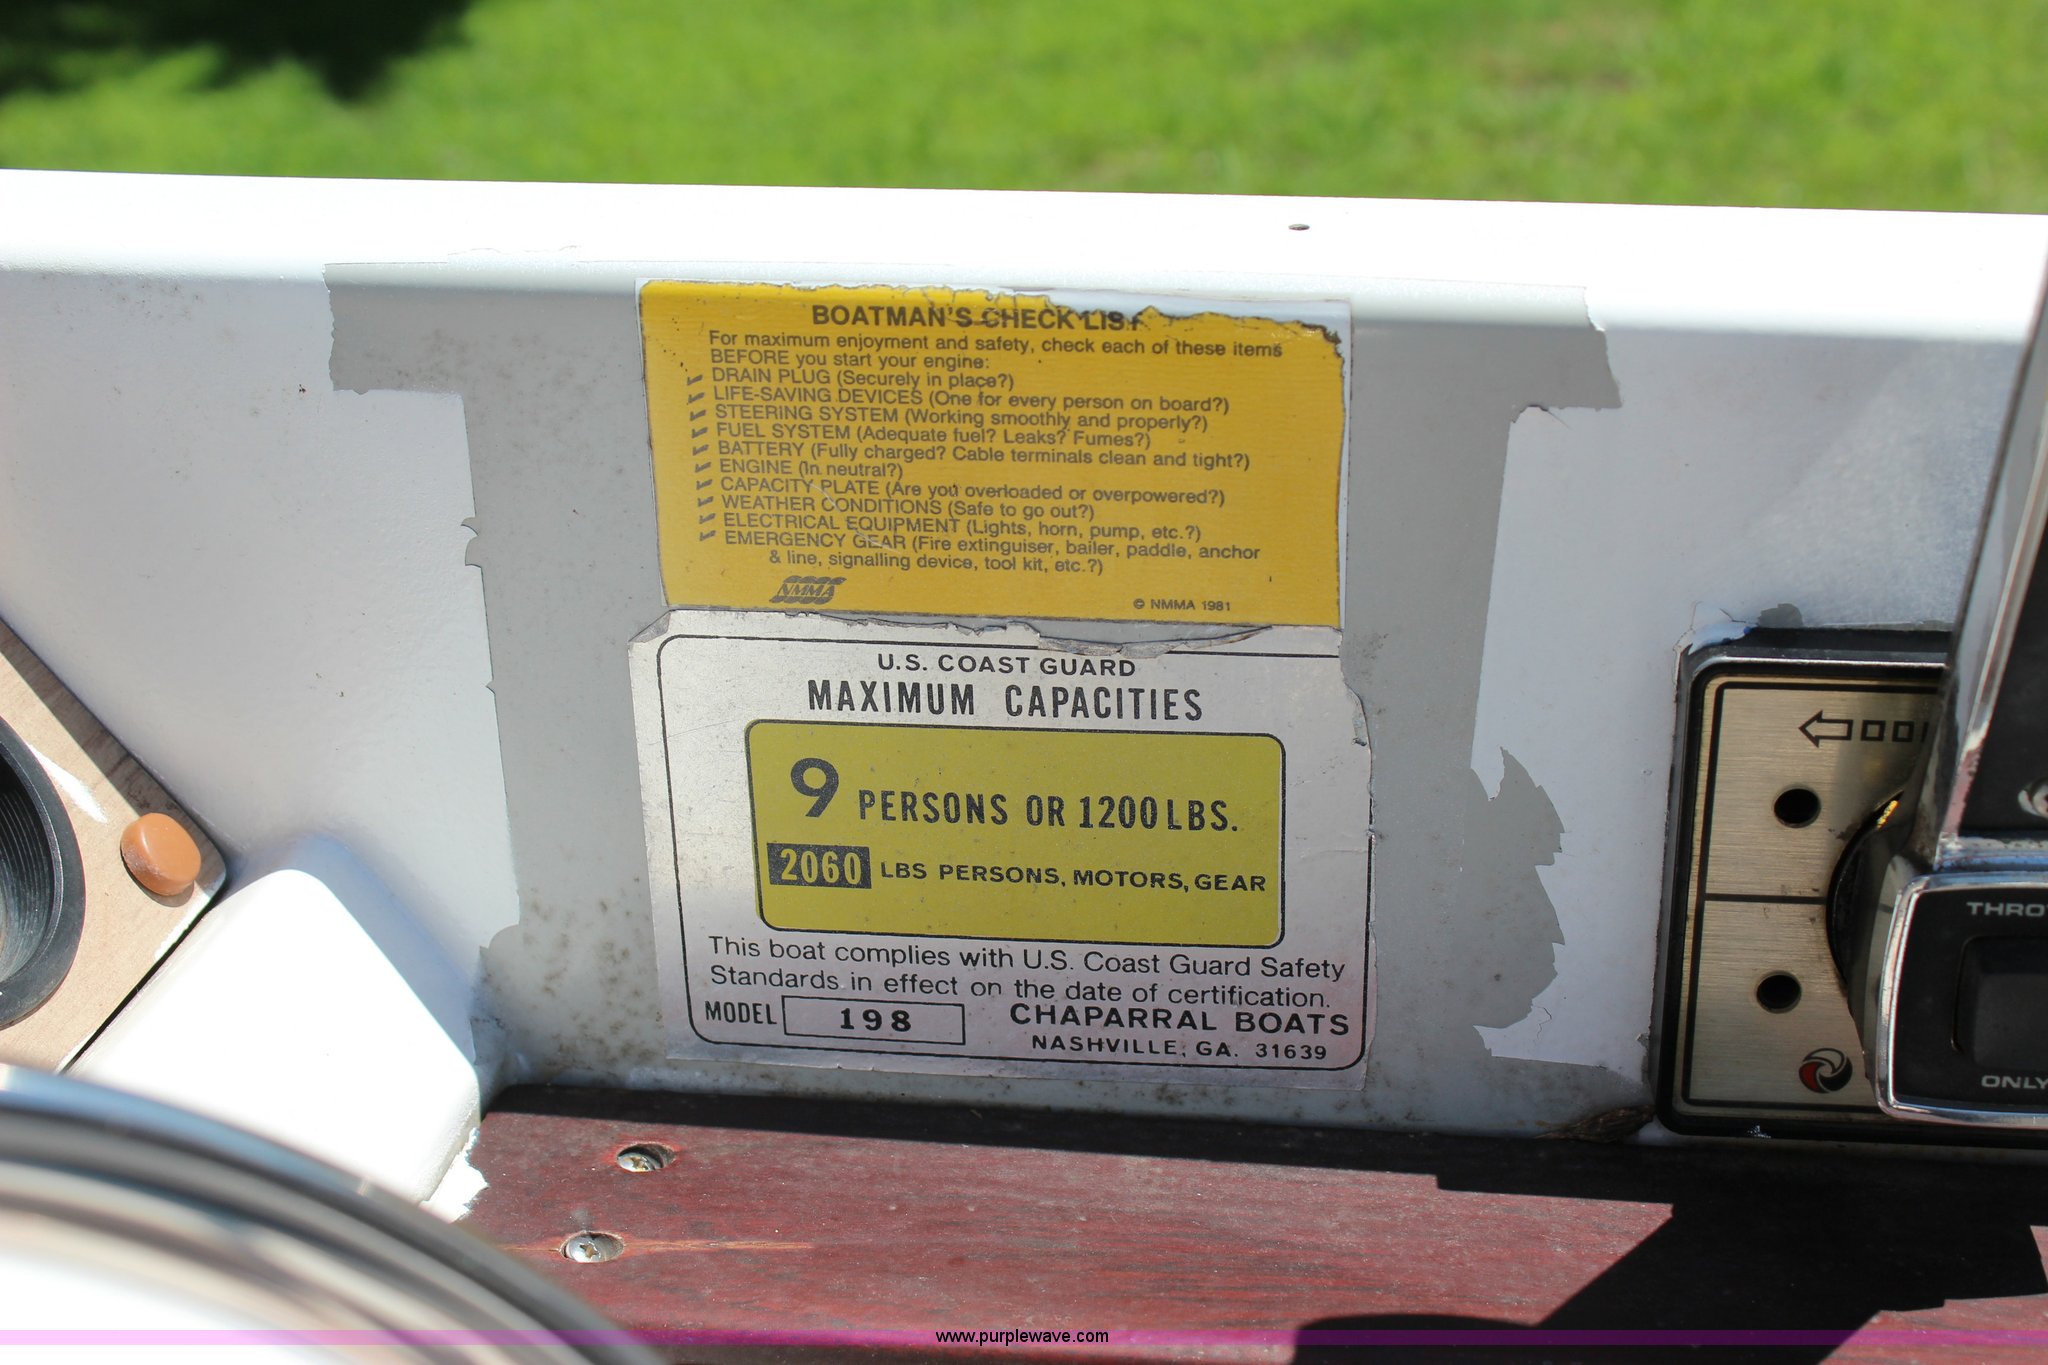 BOATMAN'S CHECK LIST
For maximum enjoyment and safety, check each of these items
BEFORE you start your engine:
DRAIN PLUG (Securely in place?)
LIFE-SAVING DEVICES (One for every person on board?)
STEERING SYSTEM (Working smoothly and properly?)
FUEL SYSTEM (Adequate fuel? Leaks? Fumes?)
BATTERY (Fully charged? Cable terminals clean and tight?)
ENGINE (In neutral?)
CAPACITY PLATE (Are you overloaded or overpowered?)
WEATHER CONDITIONS (Safe to go out?)
ELECTRICAL EQUIPMENT (Lights, horn, pump, etc.?)
EMERGENCY GEAR (Fire extinguiser, bailer, paddle, anchor
& line, signalling device, tool kit, etc.?)
NMMA
© NMMA 1981
U.S. COAST GUARD
MAXIMUM CAPACITIES
9 PERSONS OR 1200 LBS.
2060 LBS PERSONS, MOTORS, GEAR
This boat complies with U.S. Coast Guard Safety
Standards in effect on the date of certification.
MODEL 198
CHAPARRAL BOATS
NASHVILLE, GA. 31639
THRO
ONLY
www.purplewave.com